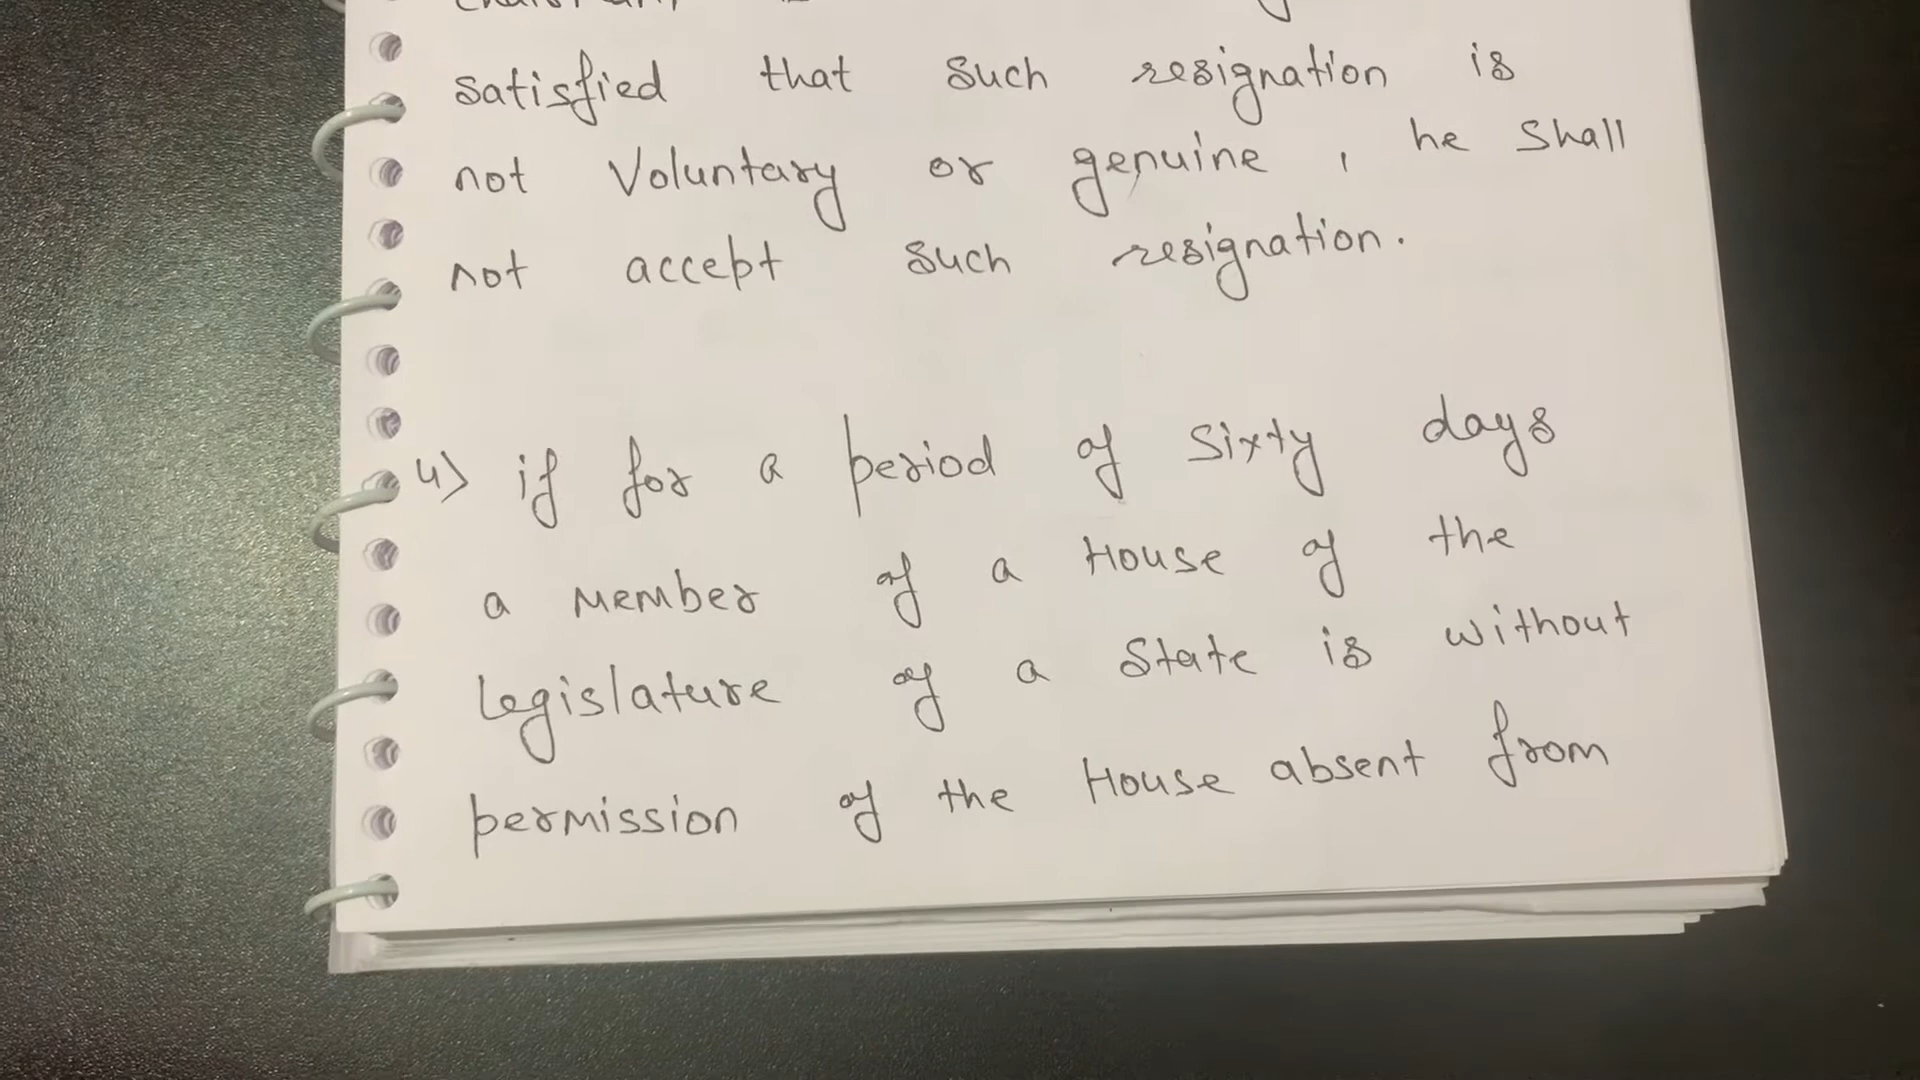 satisfied that such resignation is
not Voluntary or genuine, he shall
not accept such resignation.
4) if for a period of sixty days
a member of a House of the
legislature of a State is without
permission of the House absent from